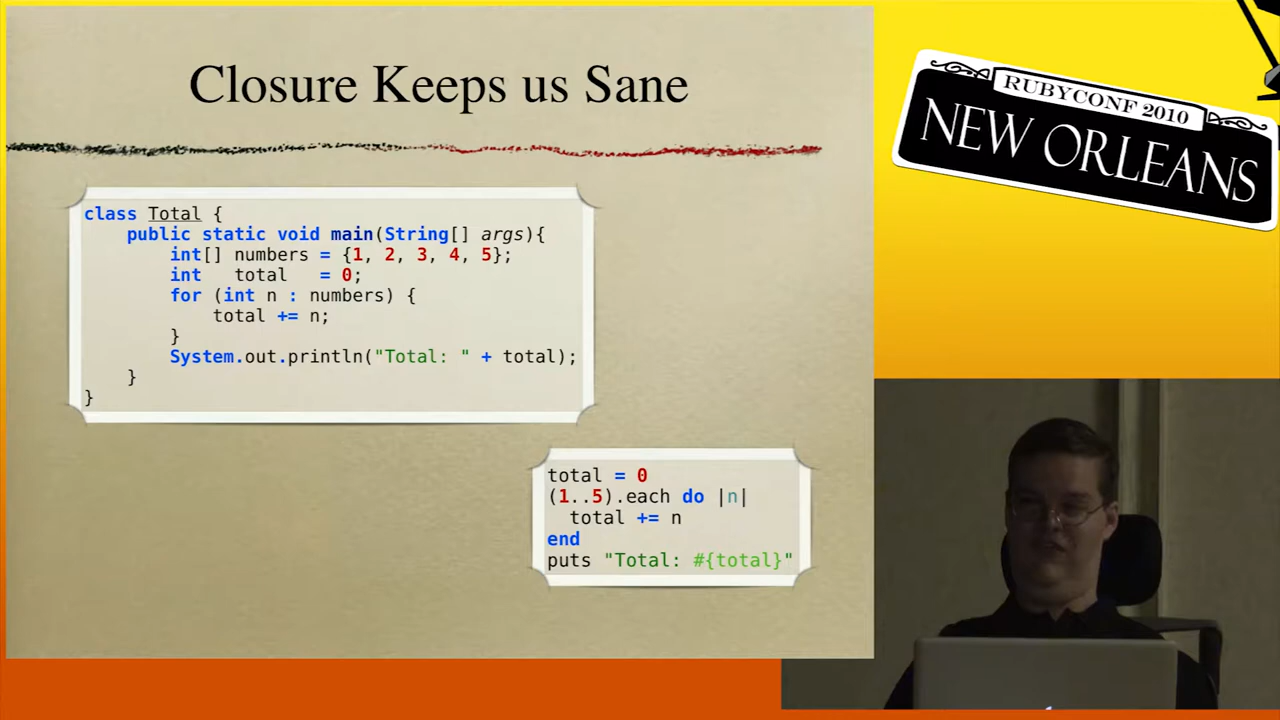 Closure Keeps us Sane
class Total {
    public static void main(String[] args){
        int[] numbers = {1, 2, 3, 4, 5};
        int   total   = 0;
        for (int n : numbers) {
            total += n;
        }
        System.out.println("Total: " + total);
    }
}
total = 0
(1..5).each do |n|
  total += n
end
puts "Total: #{total}"
RUBYCONF 2010
NEW ORLEANS